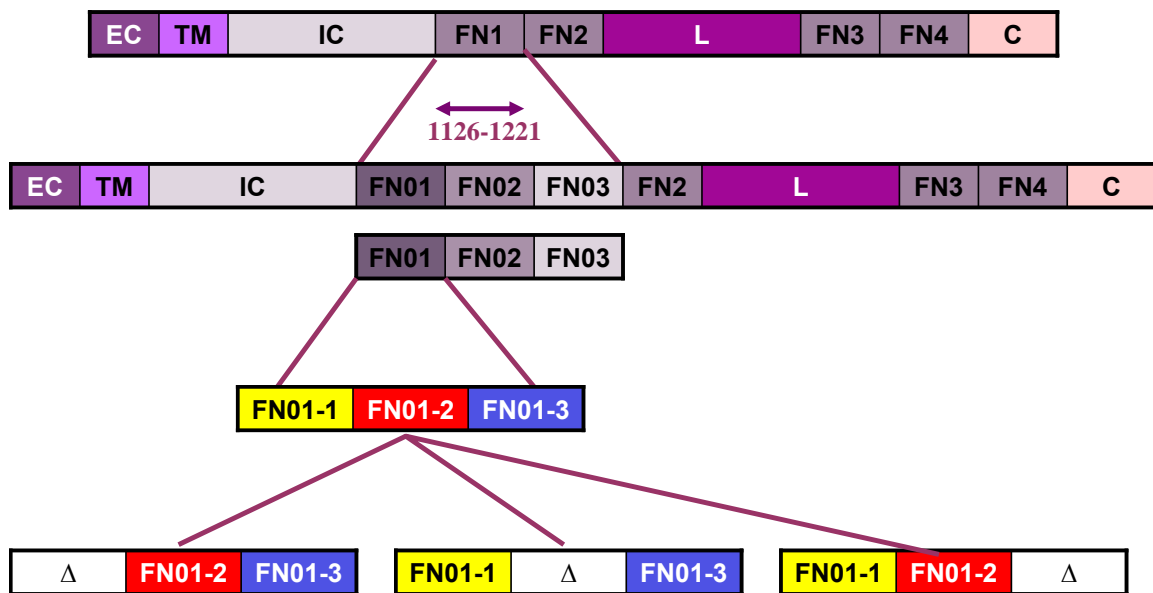 EC TM IC FN1 FN2 L FN3 FN4 C
1126-1221
EC TM IC FN01 FN02 FN03 FN2 L FN3 FN4 C
FN01 FN02 FN03
FN01-1 FN01-2 FN01-3
Δ FN01-2 FN01-3 FN01-1 Δ FN01-3 FN01-1 FN01-2 Δ